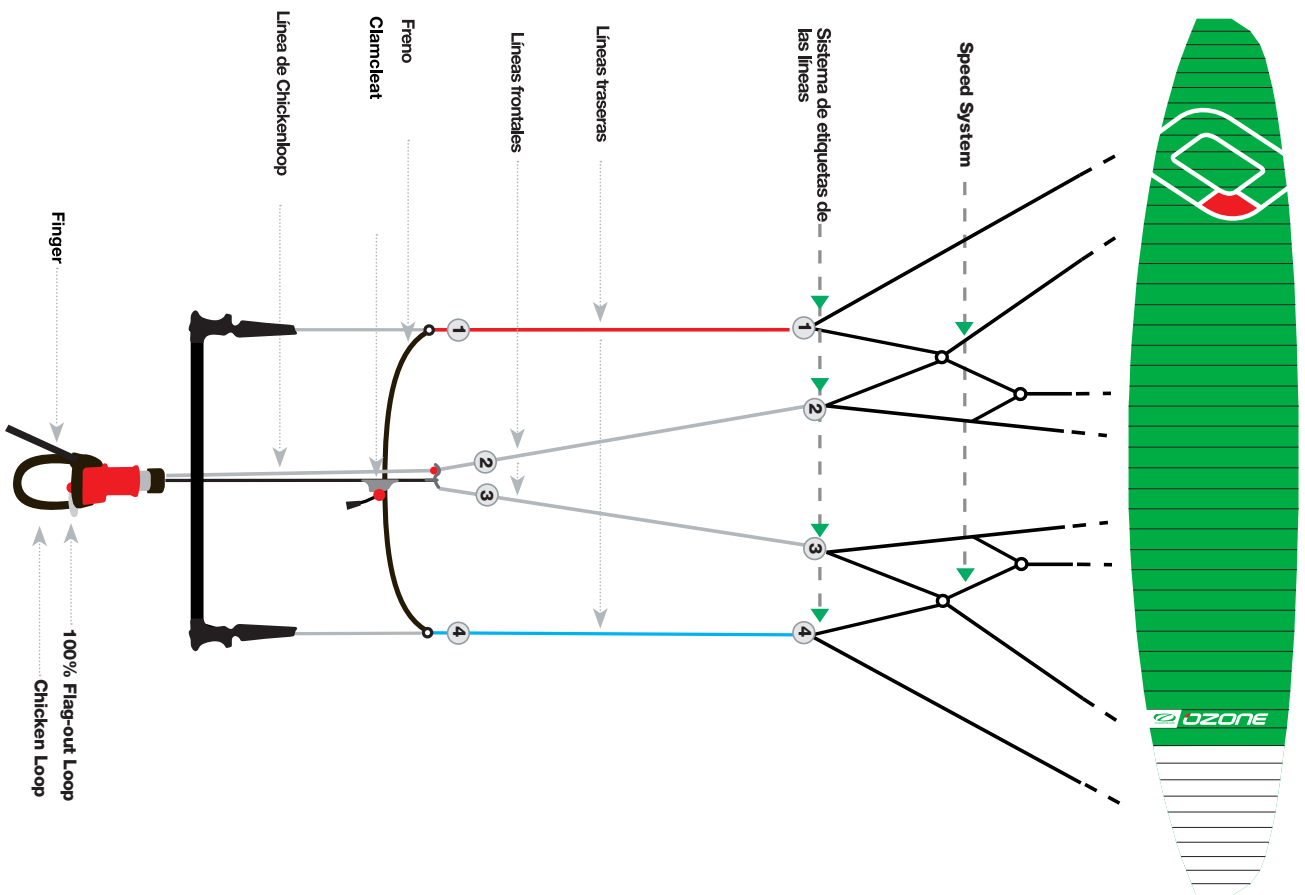 Speed System
Sistema de etiquetas de
las líneas
Líneas traseras
Líneas frontales
Freno
Clamcleat
Línea de Chickenloop
Finger
100% Flag-out Loop
Chicken Loop
1
2
3
4
1
2
3
4
OZONE